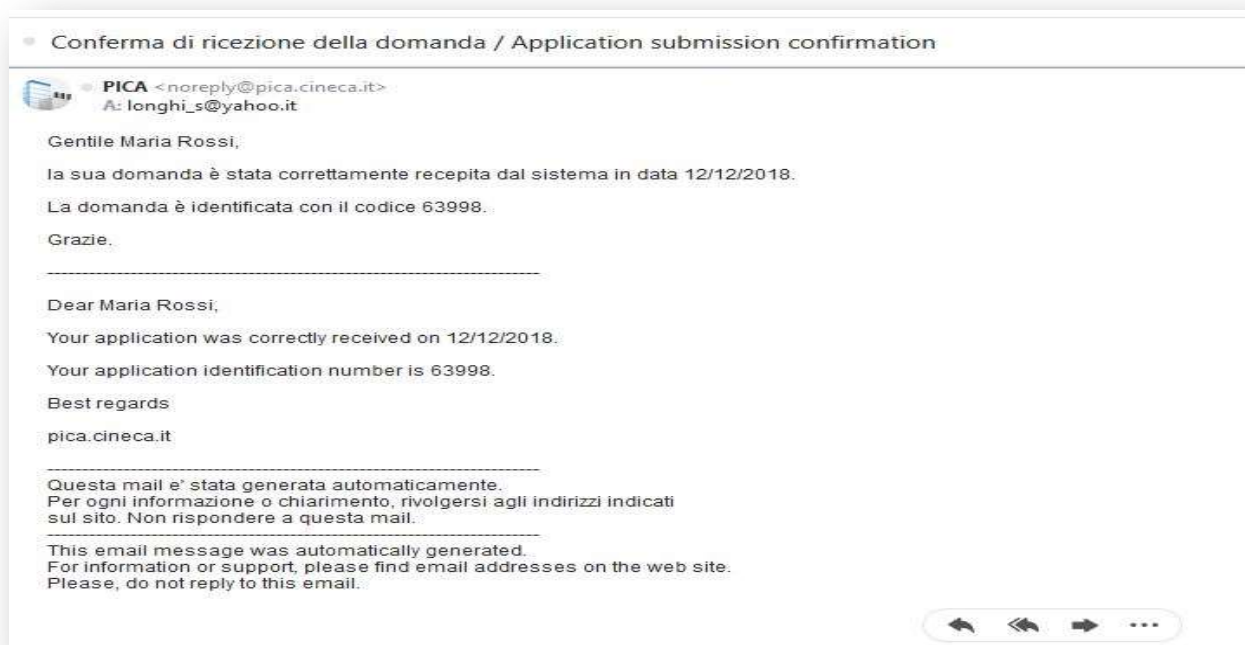 Conferma di ricezione della domanda / Application submission confirmation
PICA <noreply@pica.cineca.it>
A: longhi_s@yahoo.it
Gentile Maria Rossi,
la sua domanda è stata correttamente recepita dal sistema in data 12/12/2018.
La domanda è identificata con il codice 63998.
Grazie.
----------------------------------------------------------------------
Dear Maria Rossi,
Your application was correctly received on 12/12/2018.
Your application identification number is 63998.
Best regards
pica.cineca.it
----------------------------------------------------------------------
Questa mail e' stata generata automaticamente.
Per ogni informazione o chiarimento, rivolgersi agli indirizzi indicati
sul sito. Non rispondere a questa mail.
----------------------------------------------------------------------
This email message was automatically generated.
For information or support, please find email addresses on the web site.
Please, do not reply to this email.